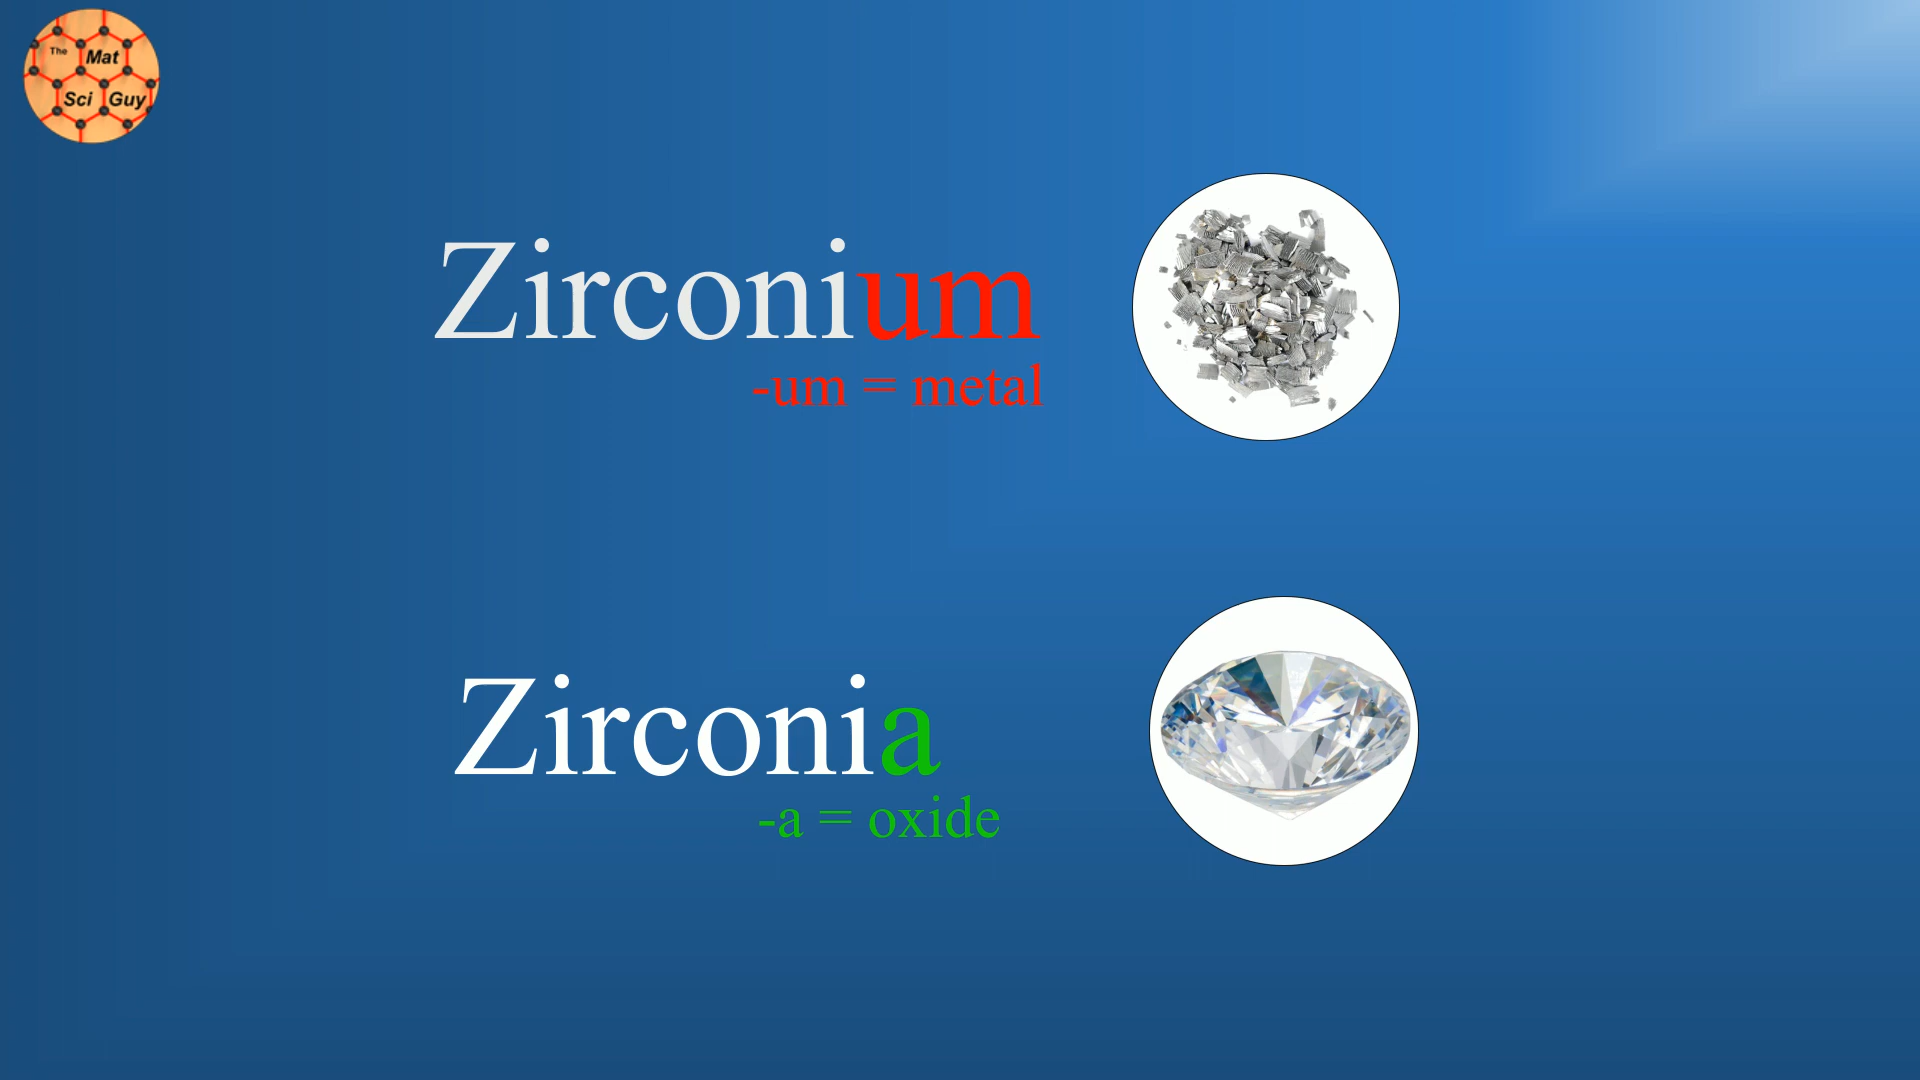 The Mat
Sci Guy
Zirconium
-um = metal
Zirconia
-a = oxide